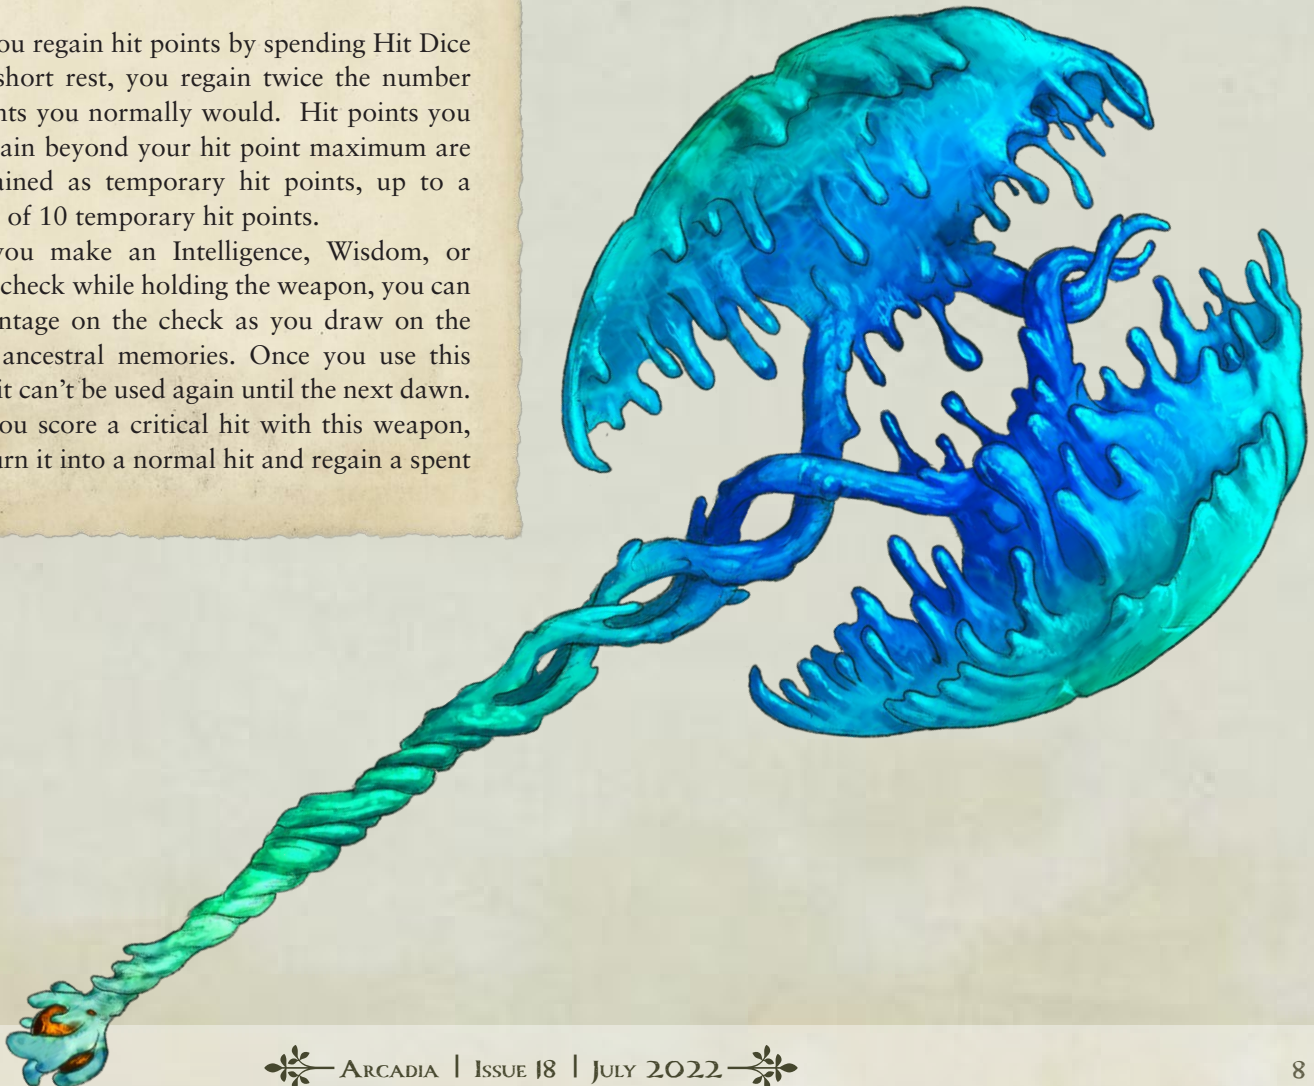 ou regain hit points by spending Hit Dice
short rest, you regain twice the number
nts you normally would. Hit points you
ain beyond your hit point maximum are
ained as temporary hit points, up to a
of 10 temporary hit points.
you make an Intelligence, Wisdom, or
check while holding the weapon, you can
ntage on the check as you draw on the
ancestral memories. Once you use this
it can't be used again until the next dawn.
ou score a critical hit with this weapon,
urn it into a normal hit and regain a spent
Arcadia | Issue 18 | July 2022
8